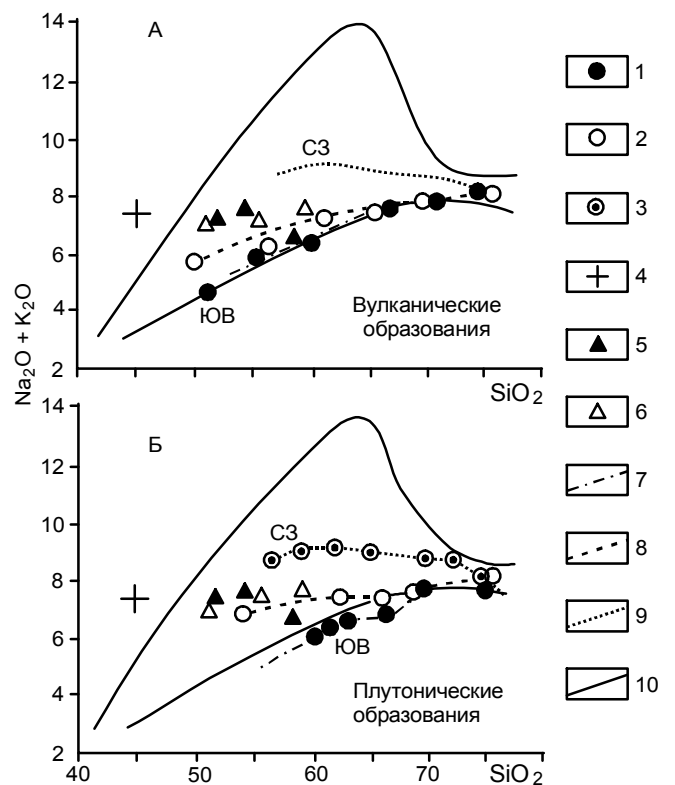 14
12
10
8
6
4
2
А
СЗ
ЮВ
Вулканические
образования
Na2O + K2O
SiO2
14
12
10
8
6
4
2
Б
СЗ
ЮВ
Плутонические
образования
40
50
60
70
SiO2
1
2
3
4
5
6
7
8
9
10